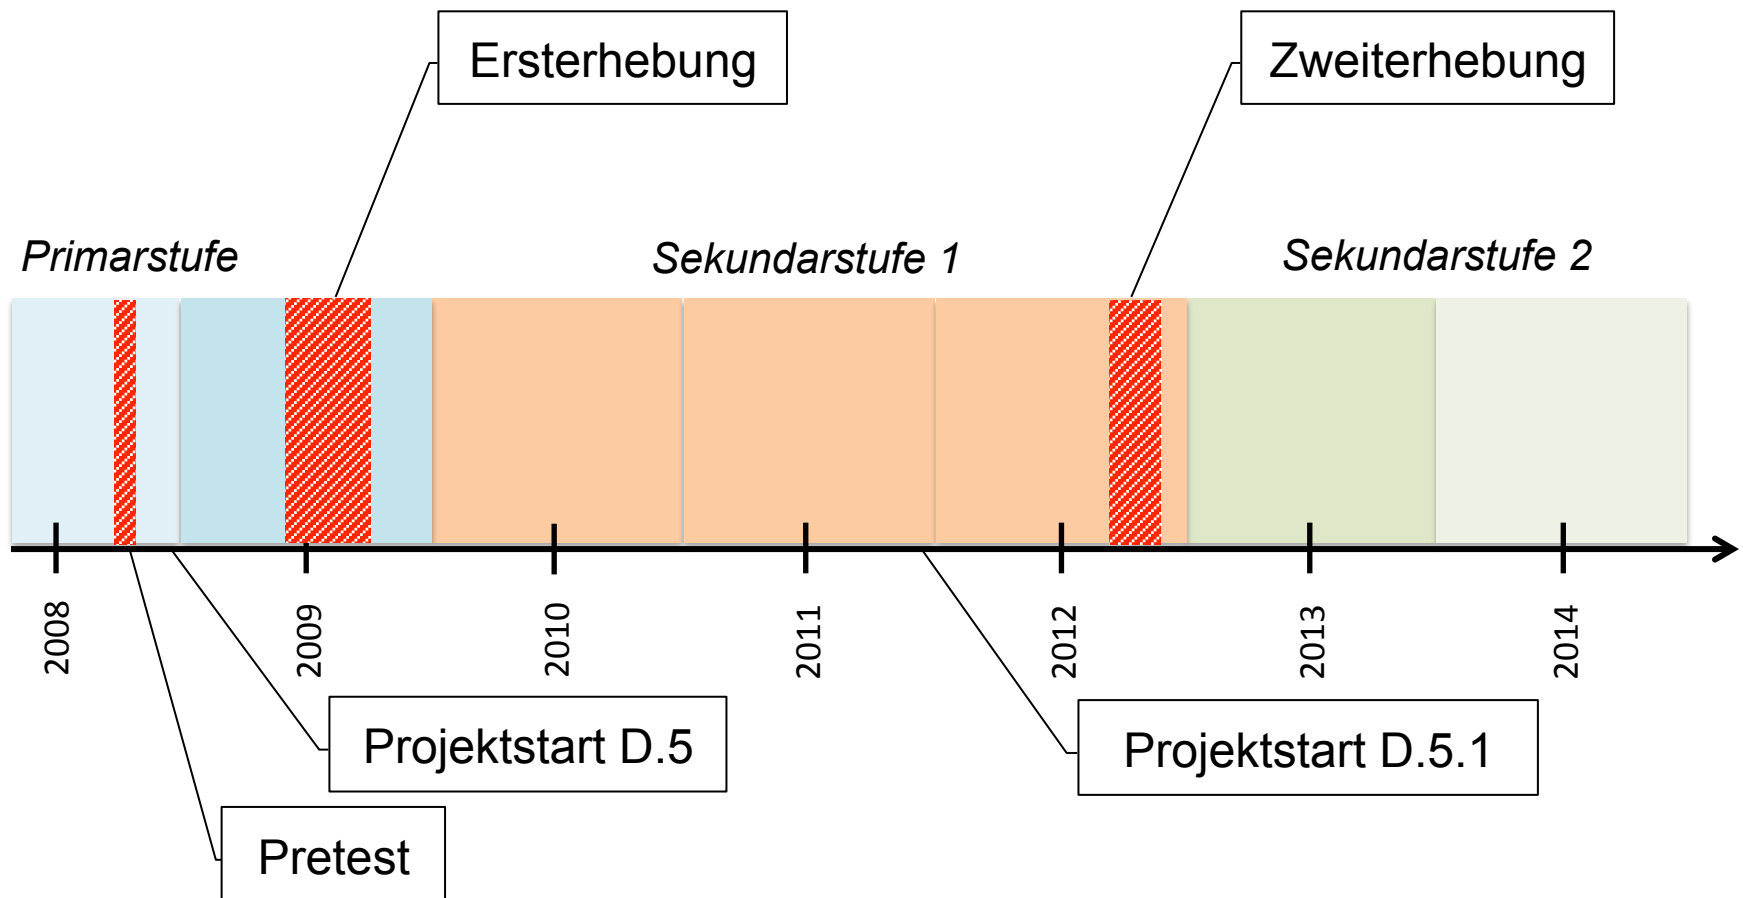 Ersterhebung
Zweiterhebung
Primarstufe
Sekundarstufe 1
Sekundarstufe 2
2008
2009
2010
2011
2012
2013
2014
Projektstart D.5
Projektstart D.5.1
Pretest